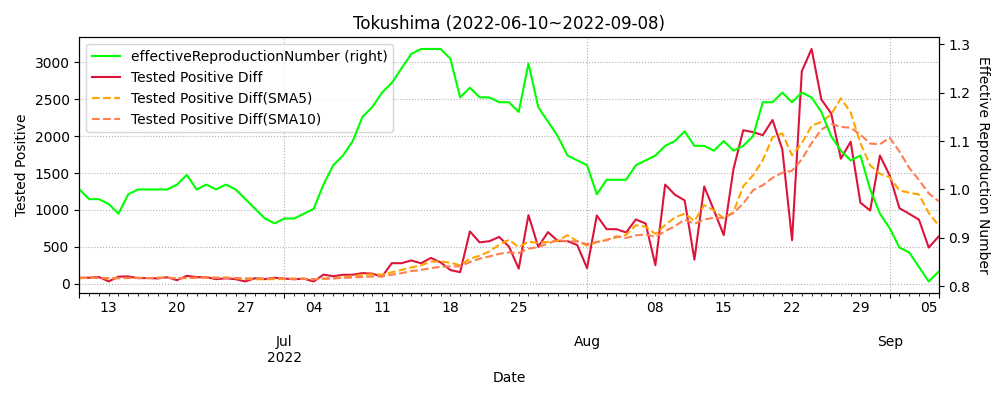 Tokushima (2022-06-10~2022-09-08)
effectiveReproductionNumber (right)
Tested Positive Diff
Tested Positive Diff(SMA5)
Tested Positive Diff(SMA10)
Tested Positive
3000
2500
2000
1500
1000
500
0
Effective Reproduction Number
1.3
1.2
1.1
1.0
0.9
0.8
13 20 27 04 11 18 25 08 15 22 29 05
Jul Aug Sep
2022
Date